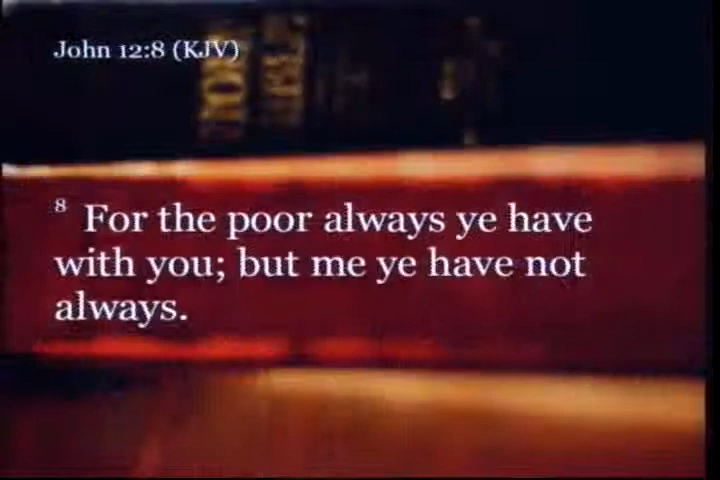 John 12:8 (KJV)
8 For the poor always ye have
with you; but me ye have not
always.